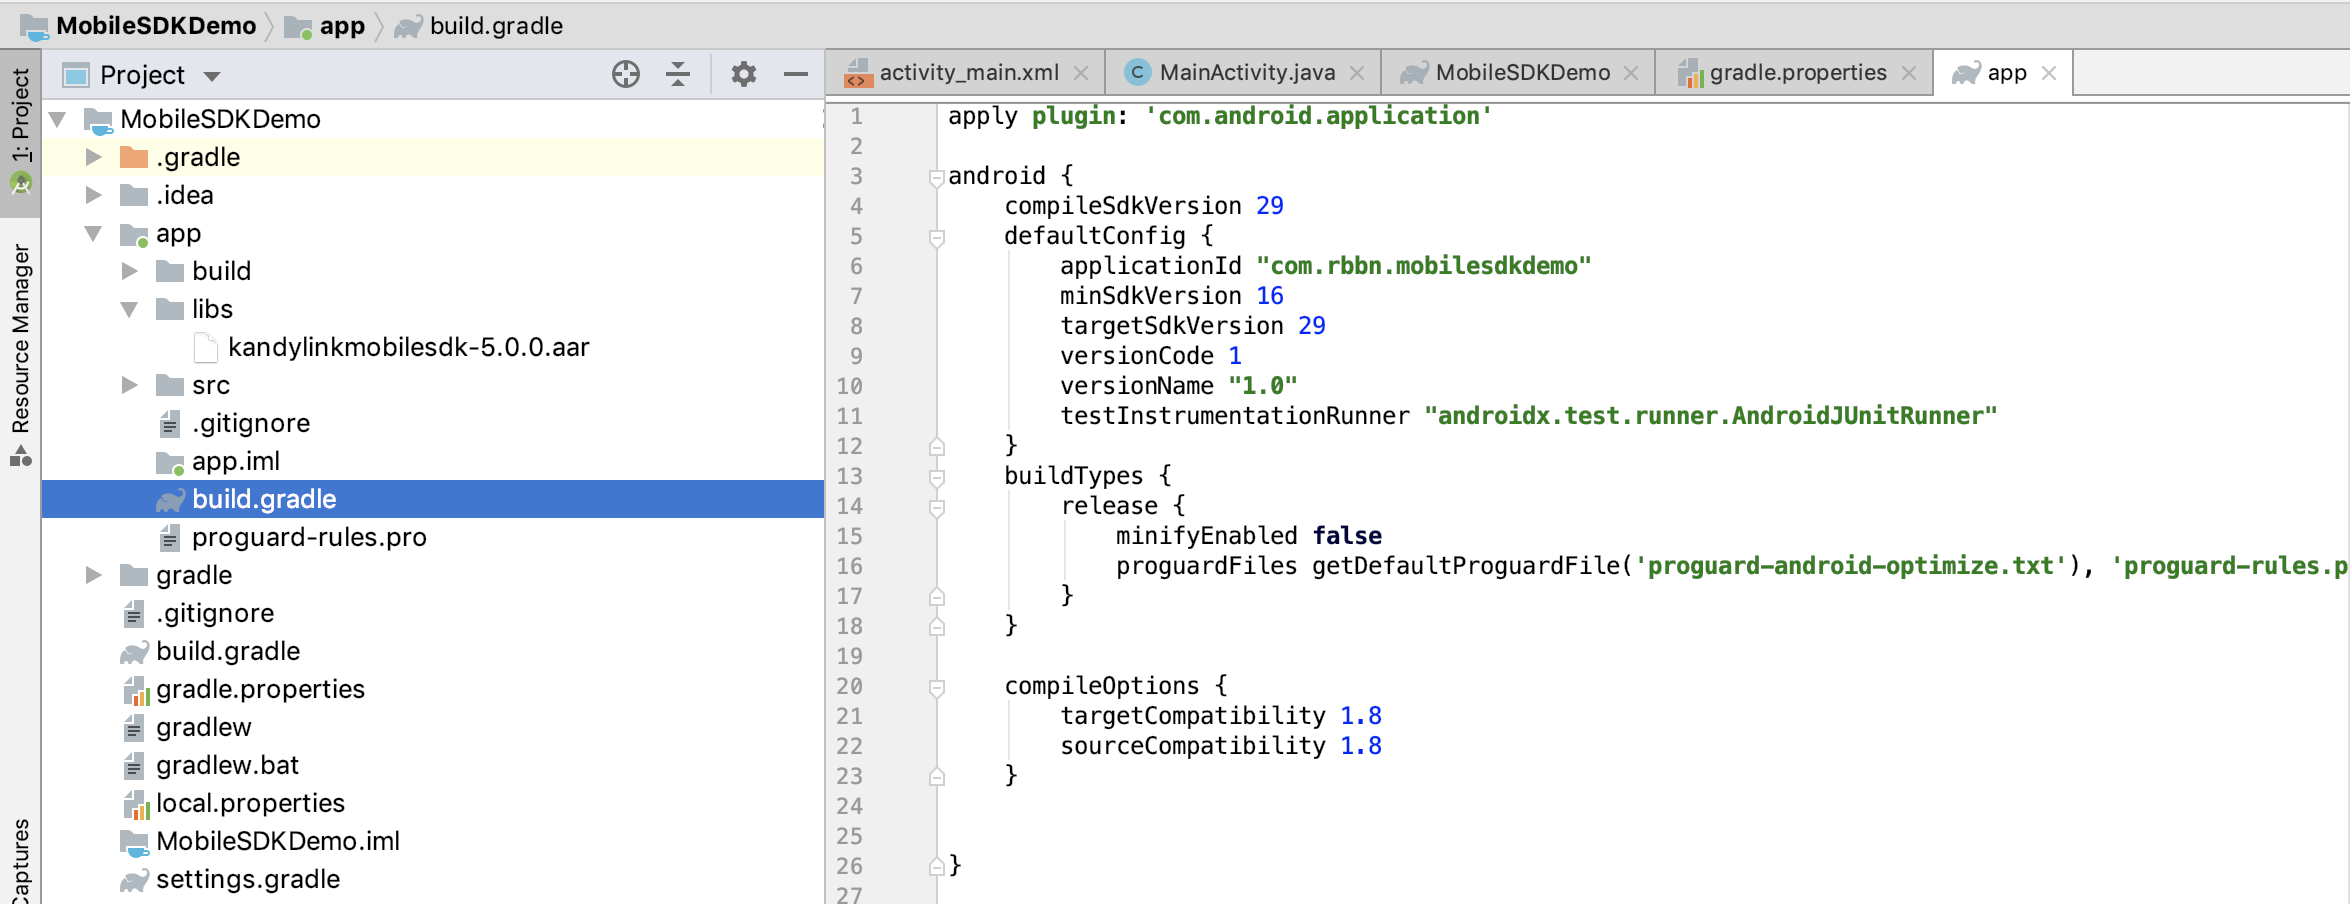 MobileSDKDemo app build.gradle
1: Project
Resource Manager
Captures
Project
MobileSDKDemo
.gradle
.idea
app
build
libs
kandylinkmobilesdk-5.0.0.aar
src
.gitignore
app.iml
build.gradle
proguard-rules.pro
gradle
.gitignore
build.gradle
gradle.properties
gradlew
gradlew.bat
local.properties
MobileSDKDemo.iml
settings.gradle
activity_main.xml MainActivity.java MobileSDKDemo gradle.properties app
1 apply plugin: 'com.android.application'
2
3 android {
4 compileSdkVersion 29
5 defaultConfig {
6 applicationId "com.rbbn.mobilesdkdemo"
7 minSdkVersion 16
8 targetSdkVersion 29
9 versionCode 1
10 versionName "1.0"
11 testInstrumentationRunner "androidx.test.runner.AndroidJUnitRunner"
12 }
13 buildTypes {
14 release {
15 minifyEnabled false
16 proguardFiles getDefaultProguardFile('proguard-android-optimize.txt'), 'proguard-rules.p
17 }
18 }
19
20 compileOptions {
21 targetCompatibility 1.8
22 sourceCompatibility 1.8
23 }
24
25
26 }
27